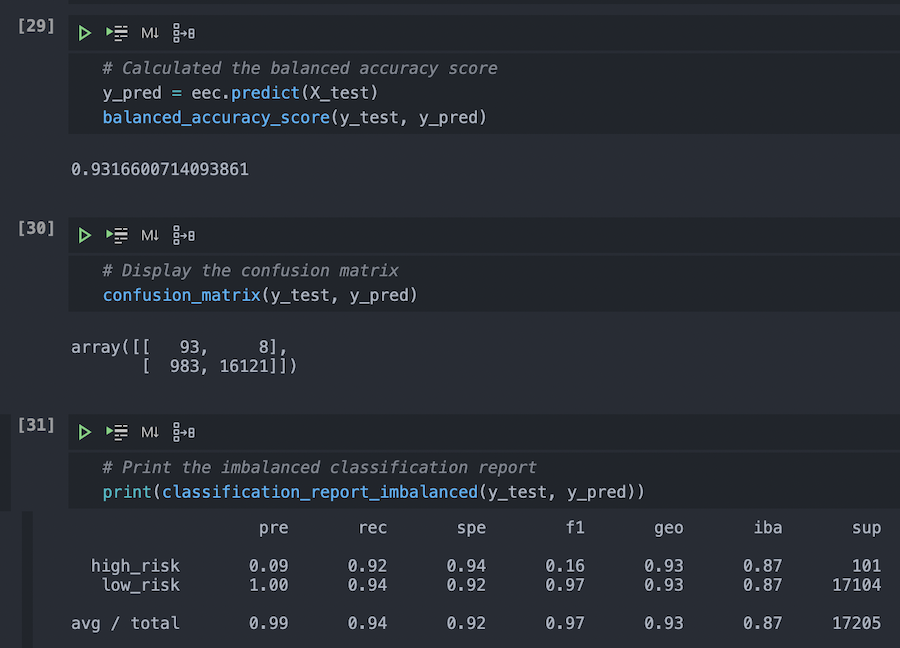 [29]
M↓
# Calculated the balanced accuracy score
y_pred = eec.predict(X_test)
balanced_accuracy_score(y_test, y_pred)
0.9316600714093861
[30]
M↓
# Display the confusion matrix
confusion_matrix(y_test, y_pred)
array([[   93,     8],
       [  983, 16121]])
[31]
M↓
# Print the imbalanced classification report
print(classification_report_imbalanced(y_test, y_pred))
pre rec spe f1 geo iba sup
high_risk 0.09 0.92 0.94 0.16 0.93 0.87 101
low_risk 1.00 0.94 0.92 0.97 0.93 0.87 17104
avg / total 0.99 0.94 0.92 0.97 0.93 0.87 17205